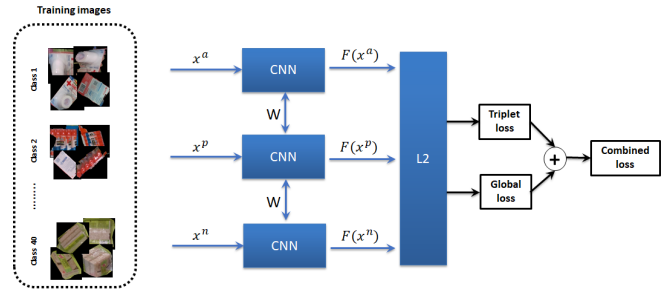 Training images
Class 1
Class 2
.......
Class 40
x^a
x^p
x^n
CNN
W
CNN
W
CNN
F(x^a)
F(x^p)
F(x^n)
L2
Triplet
loss
Global
loss
+
Combined
loss